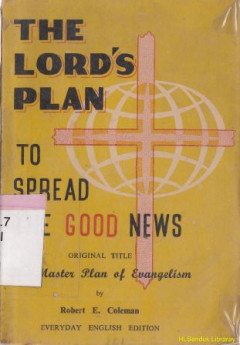 THE
LORD'S
PLAN
TO
SPREAD
GOOD NEWS
ORIGINAL TITLE
Master Plan of Evangelism
by
Robert E. Coleman
EVERYDAY ENGLISH EDITION